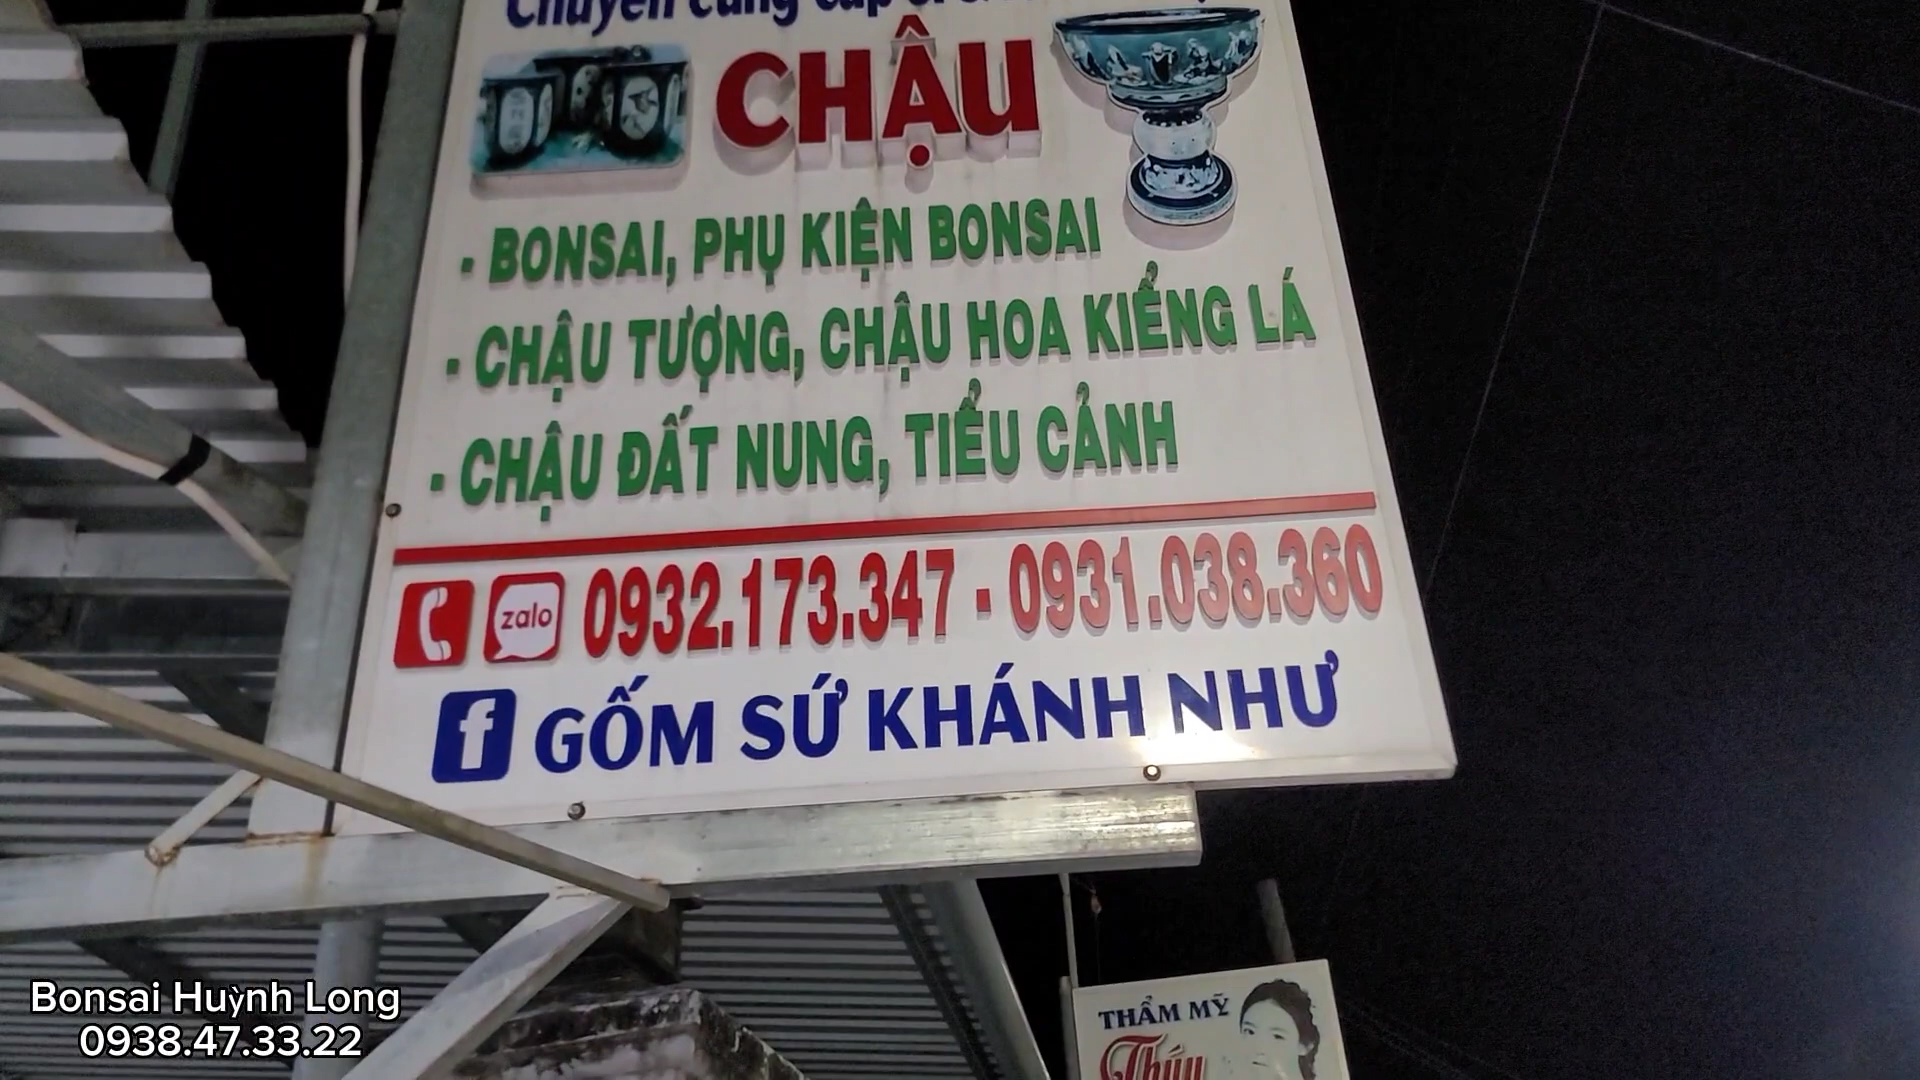 Chuyên cung cấp
CHẬU
- BONSAI, PHỤ KIỆN BONSAI
- CHẬU TƯỢNG, CHẬU HOA KIỂNG LÁ
- CHẬU ĐẤT NUNG, TIỂU CẢNH
zalo 0932.173.347 - 0931.038.360
f GỐM SỨ KHÁNH NHƯ
Bonsai Huỳnh Long
0938.47.33.22
THẨM MỸ
Thúy